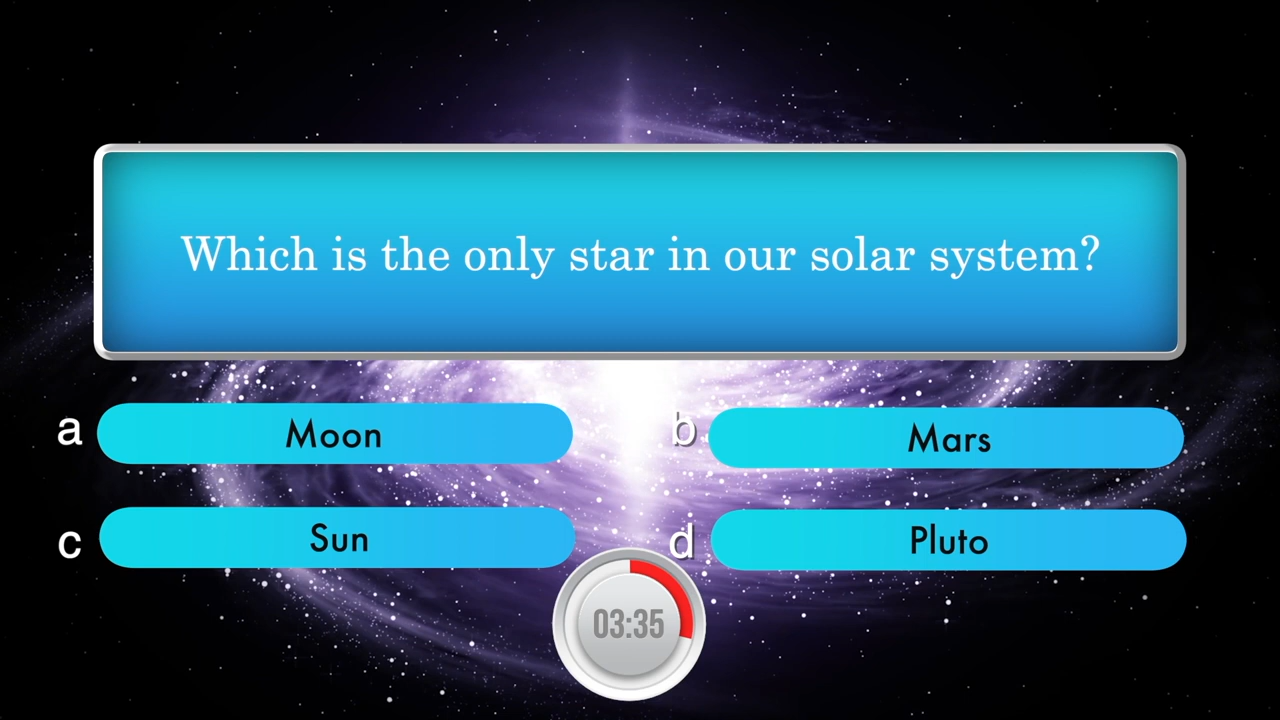 Which is the only star in our solar system?
a Moon
b Mars
c Sun
d Pluto
03:35